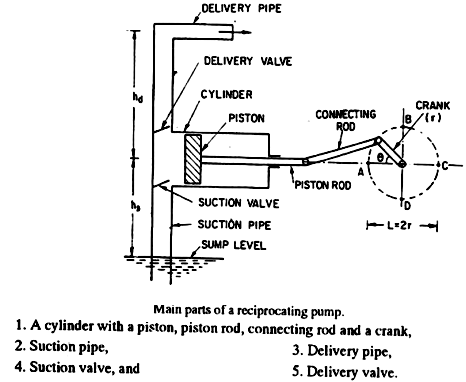 DELIVERY PIPE
DELIVERY VALVE
CYLINDER
PISTON
CONNECTING
ROD
CRANK
(r)
B
hd
θ
A
C
PISTON ROD
D
SUCTION VALVE
hs
L=2r
SUCTION PIPE
SUMP LEVEL
Main parts of a reciprocating pump.
1. A cylinder with a piston, piston rod, connecting rod and a crank,
2. Suction pipe, 3. Delivery pipe,
4. Suction valve, and 5. Delivery valve.